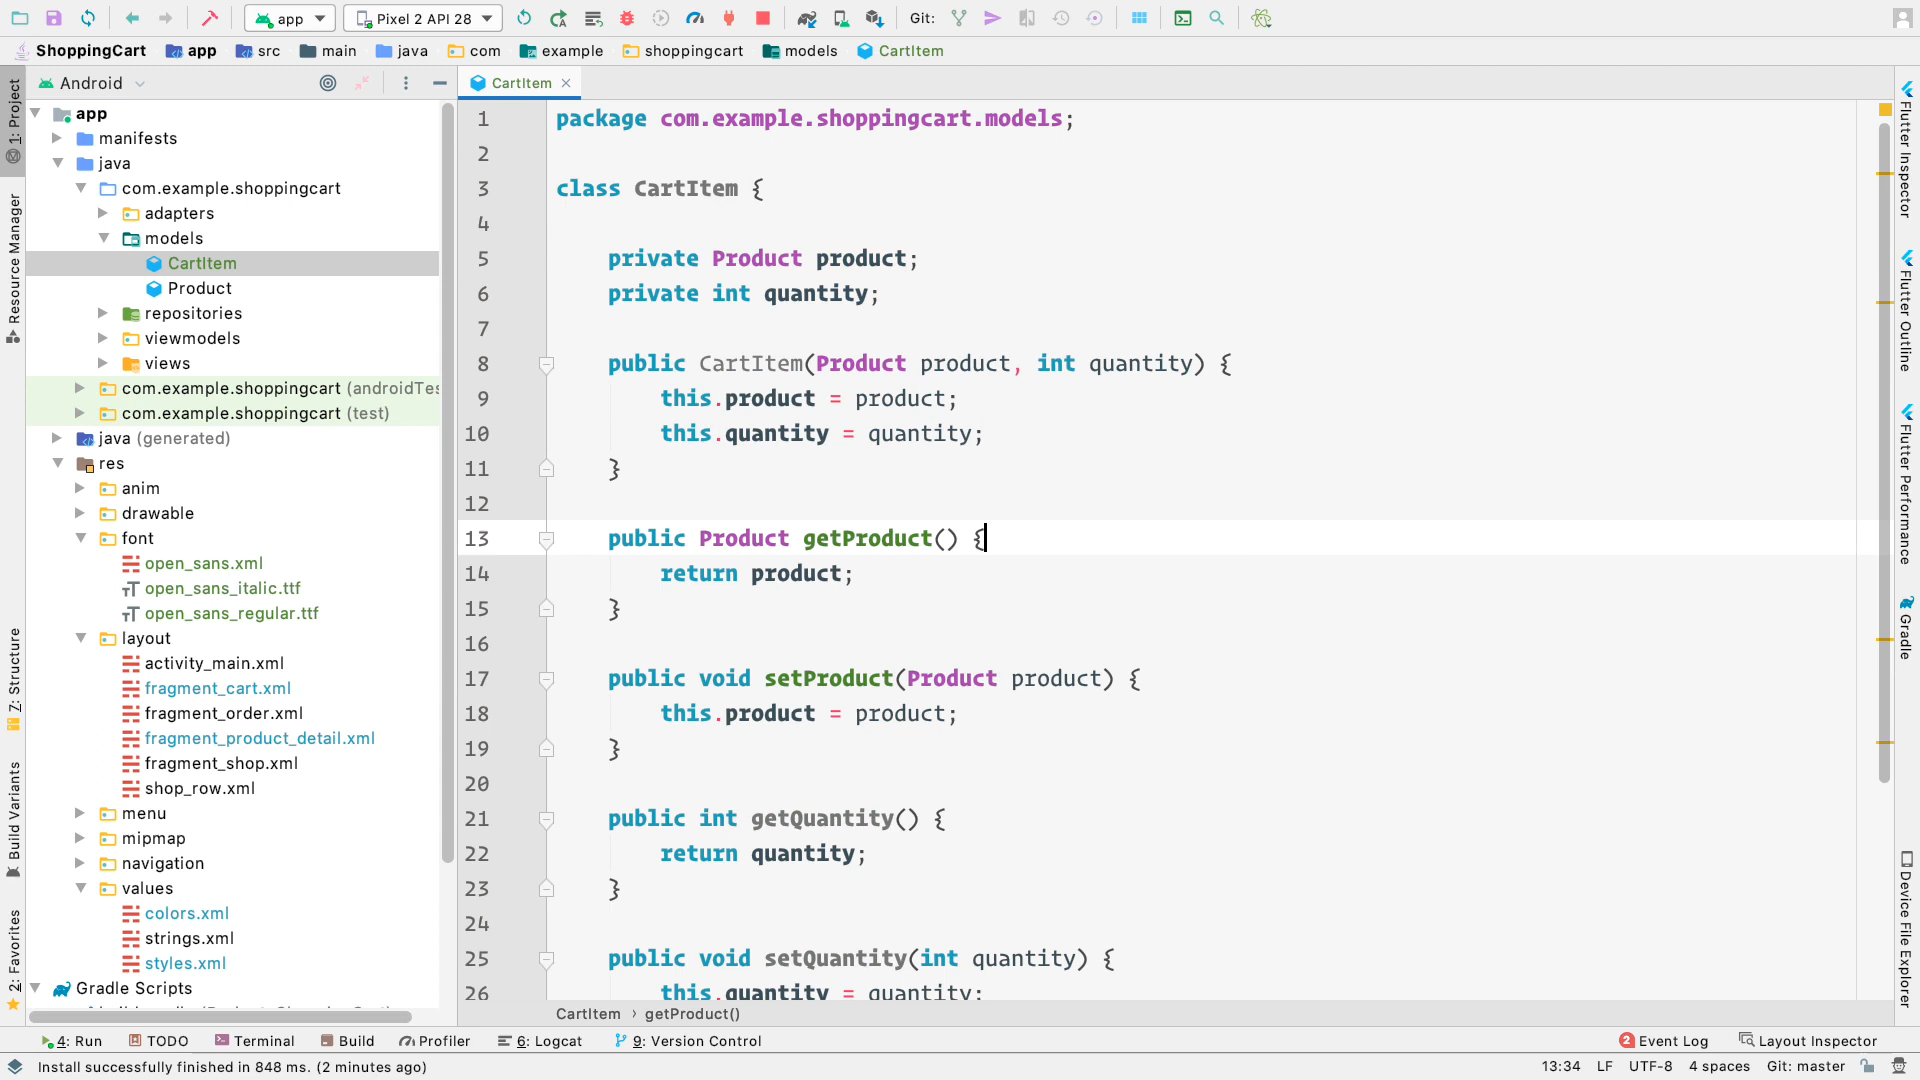 app
Pixel 2 API 28
Git:
ShoppingCart app src main java com example shoppingcart models CartItem
Android
CartItem
1: Project
Resource Manager
7: Structure
Build Variants
2: Favorites
app
manifests
java
com.example.shoppingcart
adapters
models
CartItem
Product
repositories
viewmodels
views
com.example.shoppingcart (androidTes
com.example.shoppingcart (test)
java (generated)
res
anim
drawable
font
open_sans.xml
open_sans_italic.ttf
open_sans_regular.ttf
layout
activity_main.xml
fragment_cart.xml
fragment_order.xml
fragment_product_detail.xml
fragment_shop.xml
shop_row.xml
menu
mipmap
navigation
values
colors.xml
strings.xml
styles.xml
Gradle Scripts
1 package com.example.shoppingcart.models;
2
3 class CartItem {
4
5 private Product product;
6 private int quantity;
7
8 public CartItem(Product product, int quantity) {
9 this.product = product;
10 this.quantity = quantity;
11 }
12
13 public Product getProduct() {
14 return product;
15 }
16
17 public void setProduct(Product product) {
18 this.product = product;
19 }
20
21 public int getQuantity() {
22 return quantity;
23 }
24
25 public void setQuantity(int quantity) {
26 this.quantity = quantity;
CartItem › getProduct()
Flutter Inspector
Flutter Outline
Flutter Performance
Gradle
Device File Explorer
4: Run TODO Terminal Build Profiler 6: Logcat 9: Version Control
2 Event Log Layout Inspector
Install successfully finished in 848 ms. (2 minutes ago)
13:34 LF UTF-8 4 spaces Git: master